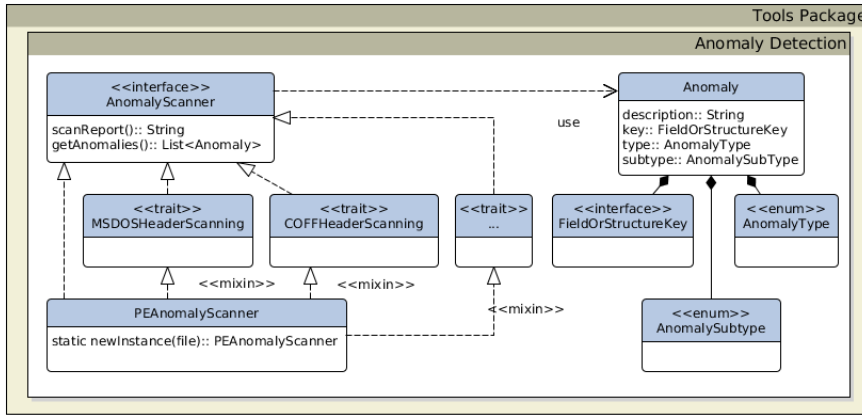 Tools Package
Anomaly Detection
<<interface>>
AnomalyScanner
scanReport():: String
getAnomalies():: List<Anomaly>
use
Anomaly
description:: String
key:: FieldOrStructureKey
type:: AnomalyType
subtype:: AnomalySubType
<<trait>>
MSDOSHeaderScanning
<<trait>>
COFFHeaderScanning
<<trait>>
...
<<interface>>
FieldOrStructureKey
<<enum>>
AnomalyType
<<mixin>>
<<mixin>>
<<mixin>>
PEAnomalyScanner
static newInstance(file):: PEAnomalyScanner
<<enum>>
AnomalySubtype